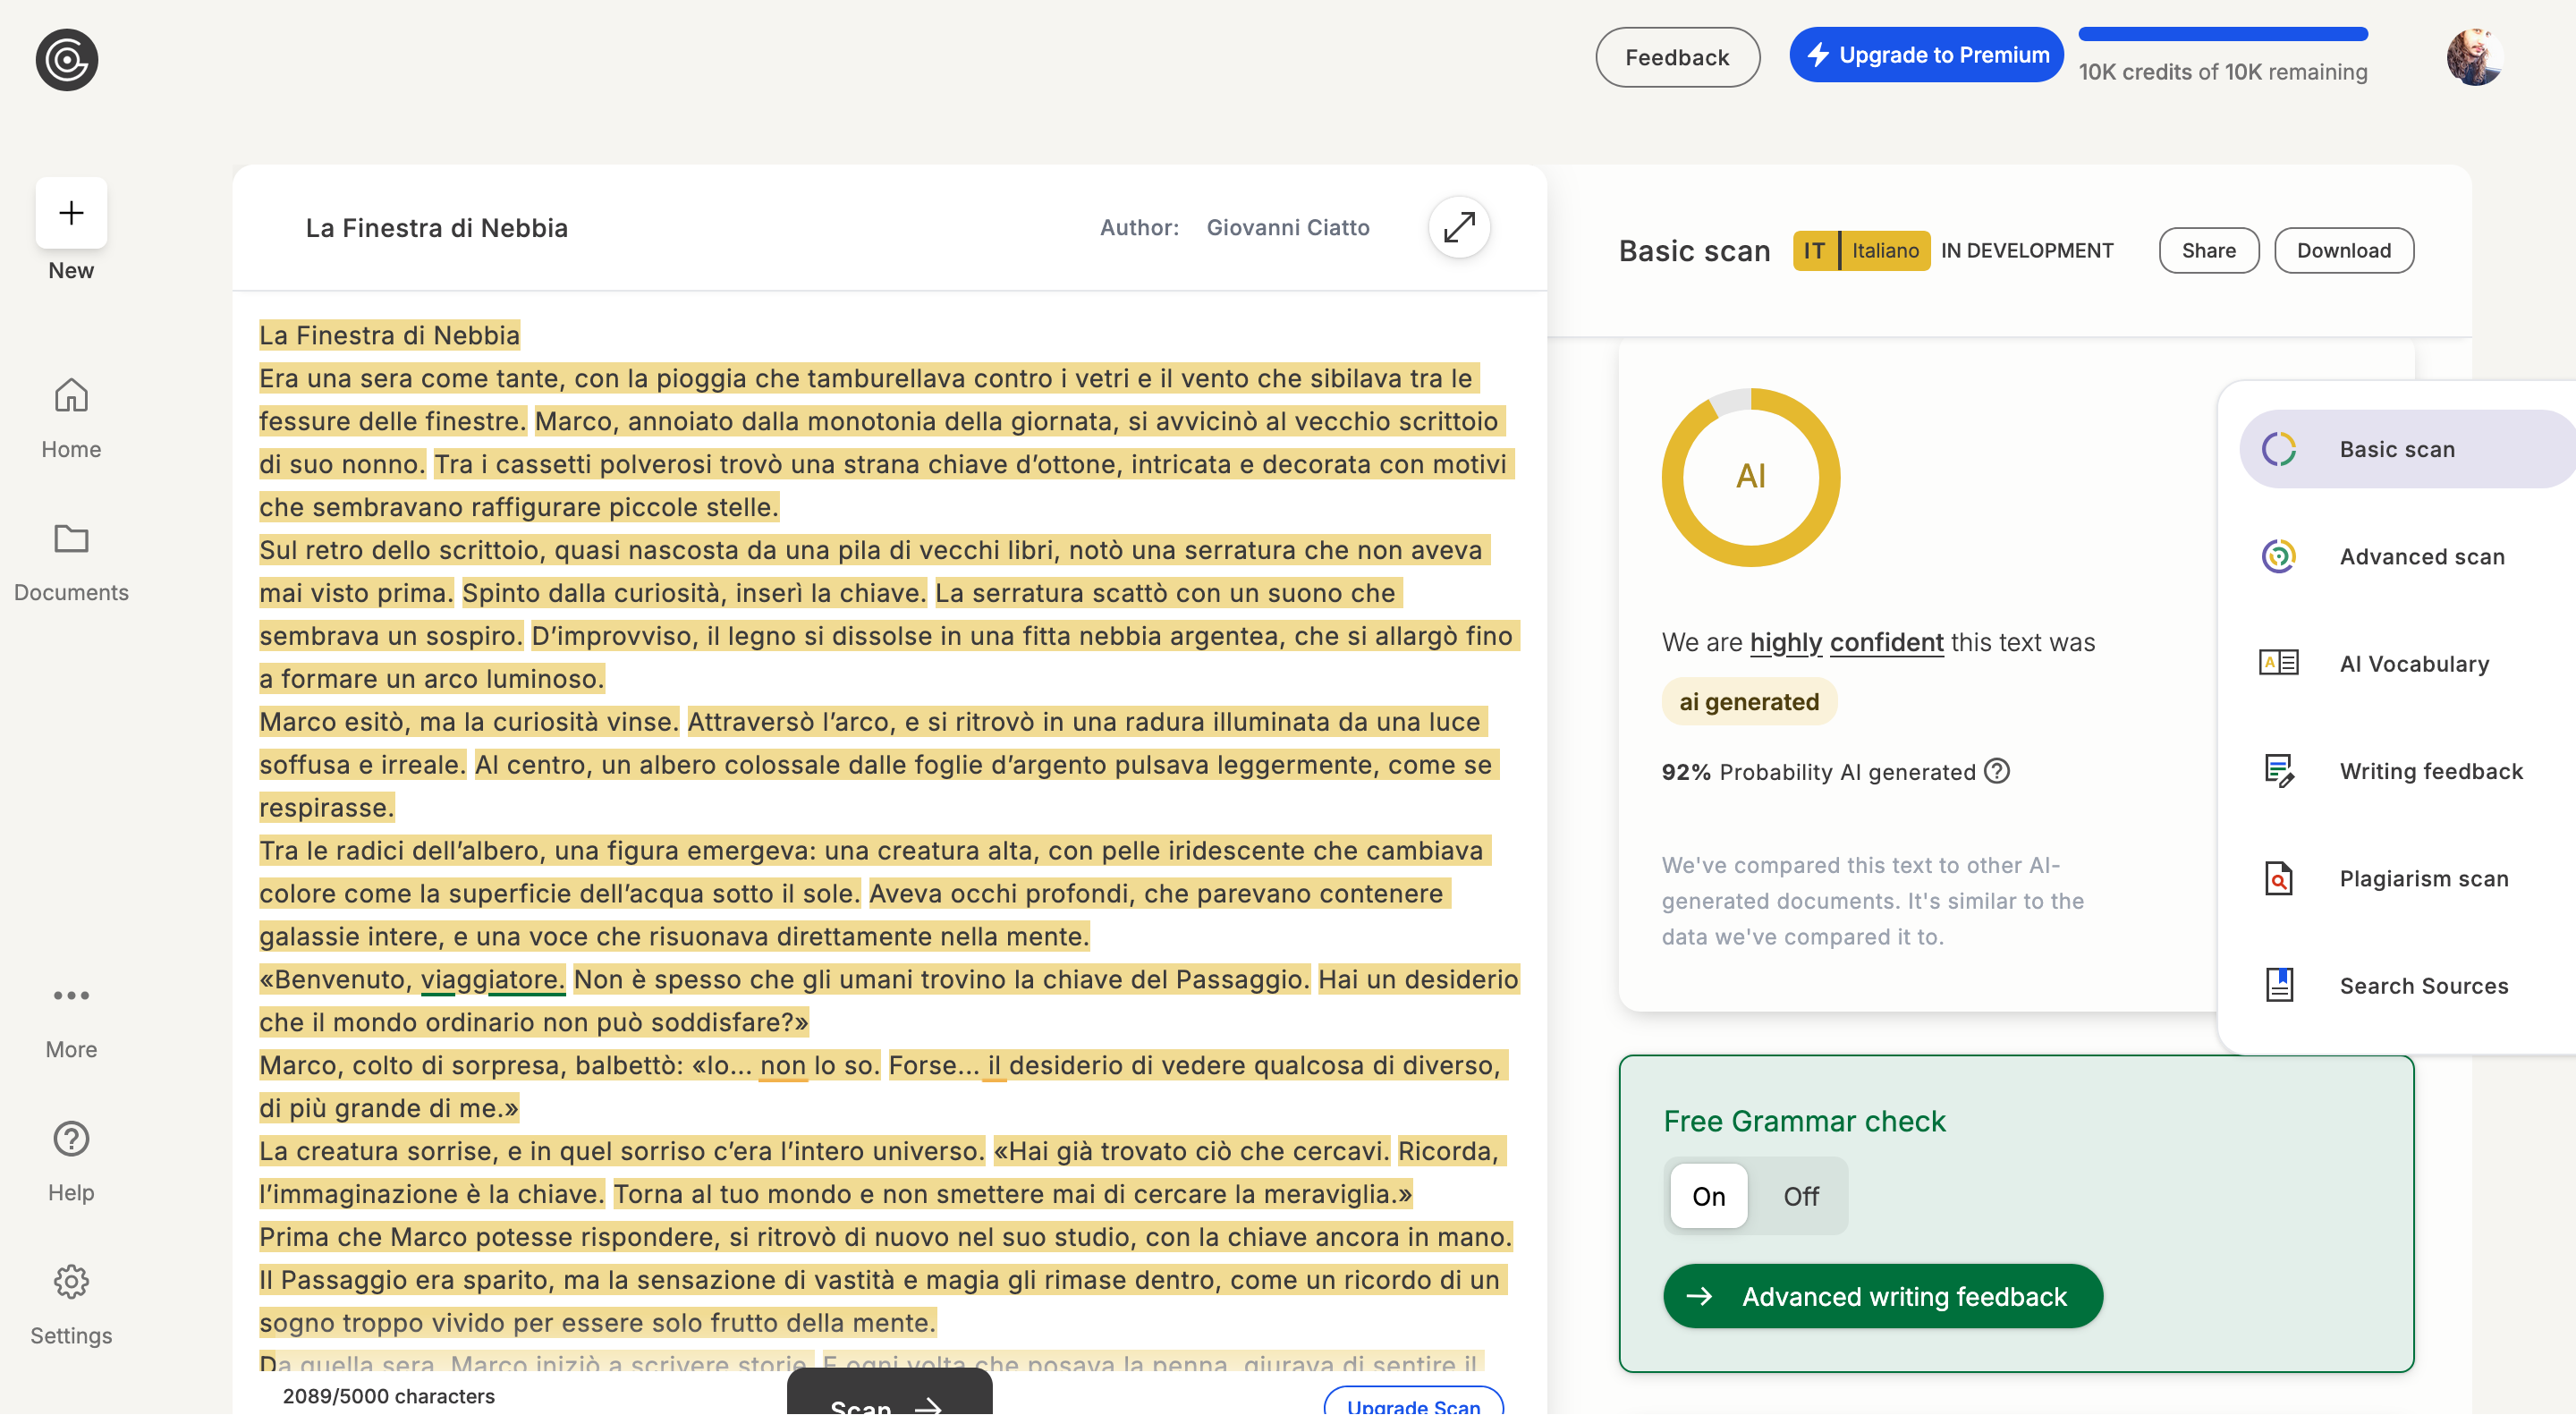 Feedback
Upgrade to Premium
10K credits of 10K remaining
New
Home
Documents
More
Help
Settings
La Finestra di Nebbia
Author: Giovanni Ciatto
La Finestra di Nebbia
Era una sera come tante, con la pioggia che tamburellava contro i vetri e il vento che sibilava tra le
fessure delle finestre. Marco, annoiato dalla monotonia della giornata, si avvicinò al vecchio scrittoio
di suo nonno. Tra i cassetti polverosi trovò una strana chiave d’ottone, intricata e decorata con motivi
che sembravano raffigurare piccole stelle.
Sul retro dello scrittoio, quasi nascosta da una pila di vecchi libri, notò una serratura che non aveva
mai visto prima. Spinto dalla curiosità, inserì la chiave. La serratura scattò con un suono che
sembrava un sospiro. D’improvviso, il legno si dissolse in una fitta nebbia argentea, che si allargò fino
a formare un arco luminoso.
Marco esitò, ma la curiosità vinse. Attraversò l’arco, e si ritrovò in una radura illuminata da una luce
soffusa e irreale. Al centro, un albero colossale dalle foglie d’argento pulsava leggermente, come se
respirasse.
Tra le radici dell’albero, una figura emergeva: una creatura alta, con pelle iridescente che cambiava
colore come la superficie dell’acqua sotto il sole. Aveva occhi profondi, che parevano contenere
galassie intere, e una voce che risuonava direttamente nella mente.
«Benvenuto, viaggiatore. Non è spesso che gli umani trovino la chiave del Passaggio. Hai un desiderio
che il mondo ordinario non può soddisfare?»
Marco, colto di sorpresa, balbettò: «Io... non lo so. Forse... il desiderio di vedere qualcosa di diverso,
di più grande di me.»
La creatura sorrise, e in quel sorriso c’era l’intero universo. «Hai già trovato ciò che cercavi. Ricorda,
l’immaginazione è la chiave. Torna al tuo mondo e non smettere mai di cercare la meraviglia.»
Prima che Marco potesse rispondere, si ritrovò di nuovo nel suo studio, con la chiave ancora in mano.
Il Passaggio era sparito, ma la sensazione di vastità e magia gli rimase dentro, come un ricordo di un
sogno troppo vivido per essere solo frutto della mente.
Da quella sera, Marco iniziò a scrivere storie. E ogni volta che posava la penna, giurava di sentire il
2089/5000 characters
Scan
Upgrade Scan
Basic scan
IT Italiano
IN DEVELOPMENT
Share
Download
AI
We are highly confident this text was
ai generated
92% Probability AI generated
We've compared this text to other AI-
generated documents. It's similar to the
data we've compared it to.
Basic scan
Advanced scan
AI Vocabulary
Writing feedback
Plagiarism scan
Search Sources
Free Grammar check
On
Off
Advanced writing feedback